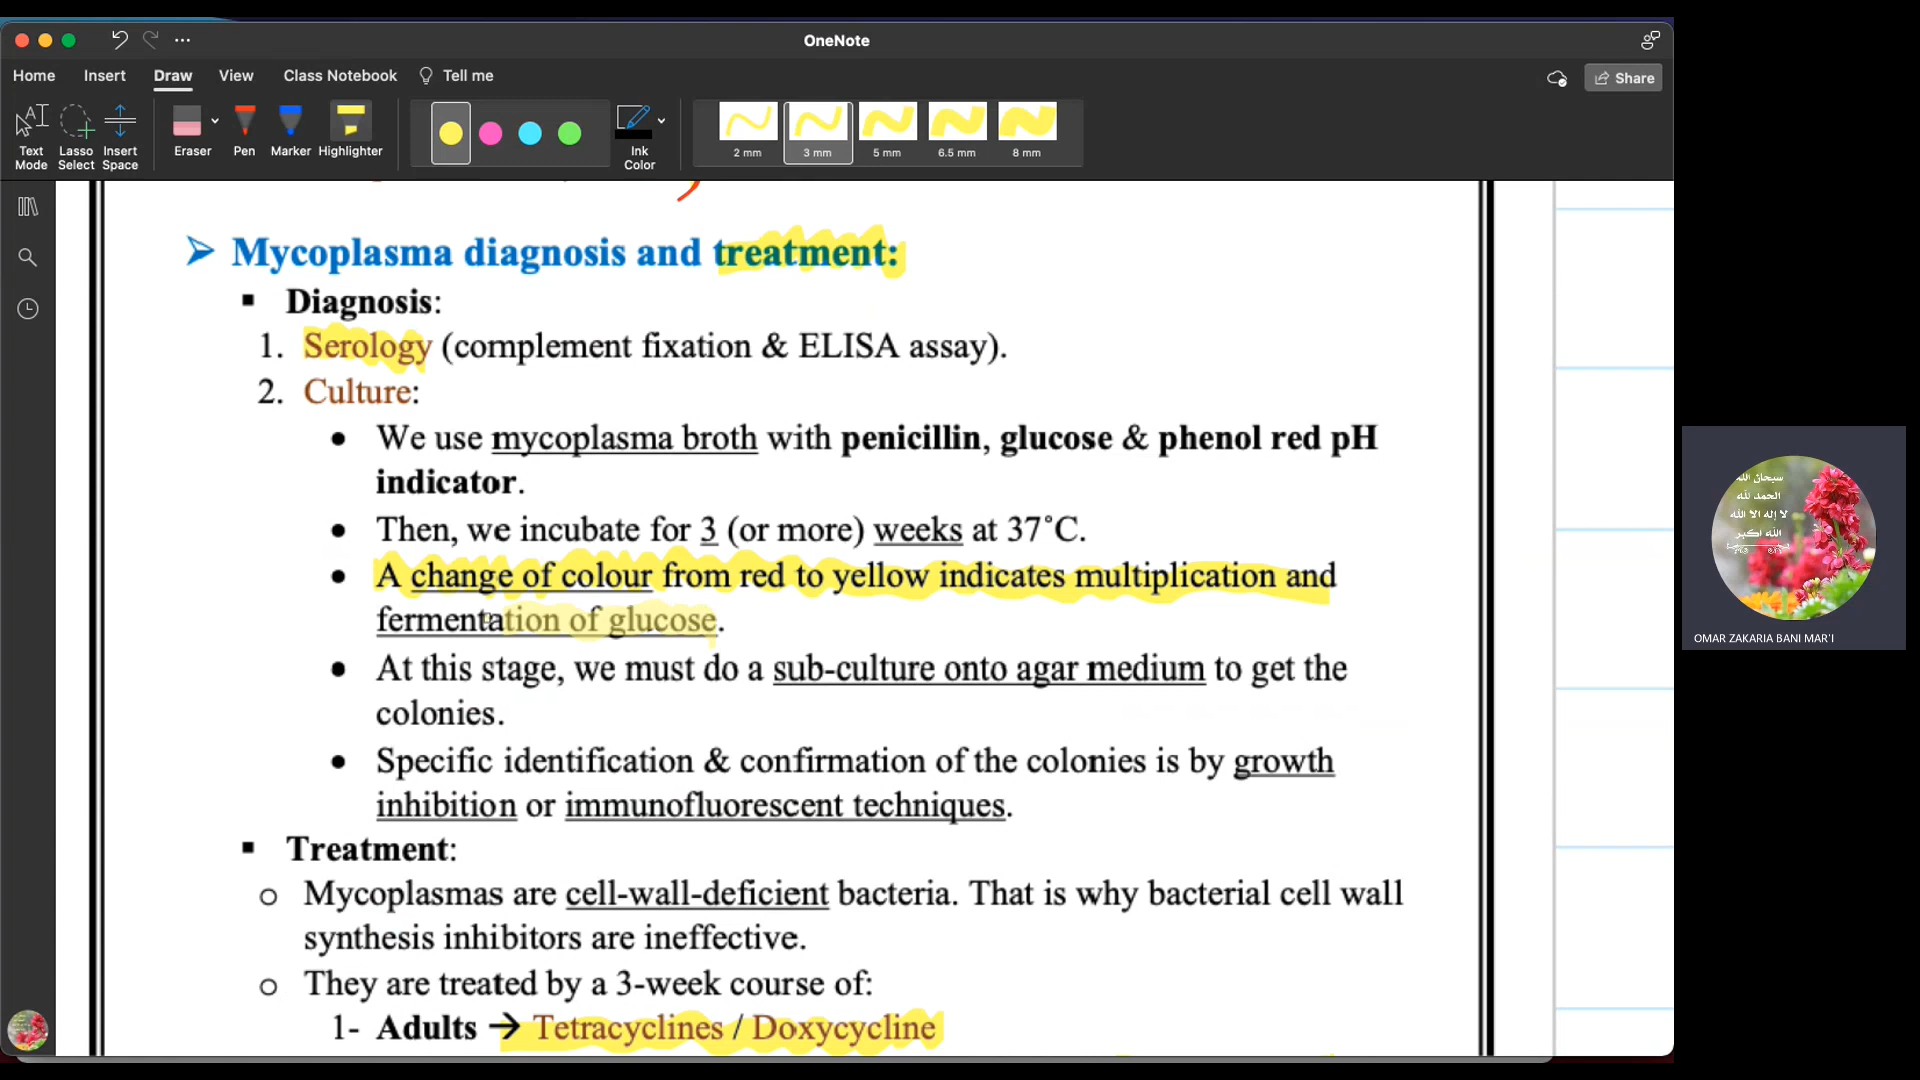 OneNote
Home Insert Draw View Class Notebook Tell me
Share
Text Mode
Lasso Select
Insert Space
Eraser
Pen
Marker
Highlighter
Ink Color
2 mm
3 mm
5 mm
6.5 mm
8 mm
➢ Mycoplasma diagnosis and treatment:
▪ Diagnosis:
1. Serology (complement fixation & ELISA assay).
2. Culture:
• We use mycoplasma broth with penicillin, glucose & phenol red pH
indicator.
• Then, we incubate for 3 (or more) weeks at 37˚C.
• A change of colour from red to yellow indicates multiplication and
fermentation of glucose.
• At this stage, we must do a sub-culture onto agar medium to get the
colonies.
• Specific identification & confirmation of the colonies is by growth
inhibition or immunofluorescent techniques.
▪ Treatment:
o Mycoplasmas are cell-wall-deficient bacteria. That is why bacterial cell wall
synthesis inhibitors are ineffective.
o They are treated by a 3-week course of:
1- Adults → Tetracyclines / Doxycycline
سبحان الله
الحمد لله
لا إله الا الله
الله اكبر
OMAR ZAKARIA BANI MAR'I